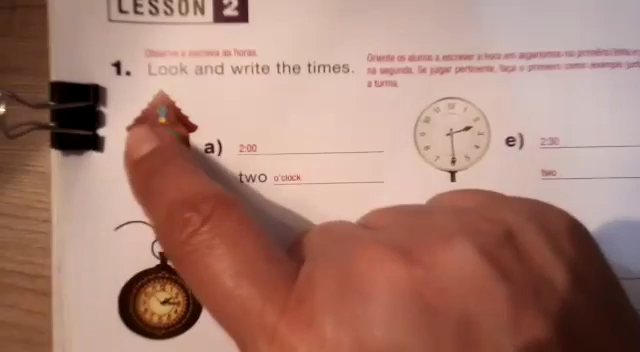 LESSON 2
Observe e escreva as horas.
1. Look and write the times.
Oriente os alunos a escrever a hora em algarismos no primeiro
na segunda. Se julgar pertinente, faça o primeiro como exemplo
a turma.
a) 2:00
two o'clock
e) 2:30
two